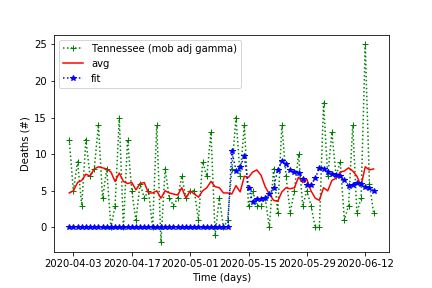 Tennessee (mob adj gamma)
avg
fit
Deaths (#)
25
20
15
10
5
0
2020-04-03 2020-04-17 2020-05-01 2020-05-15 2020-05-29 2020-06-12
Time (days)